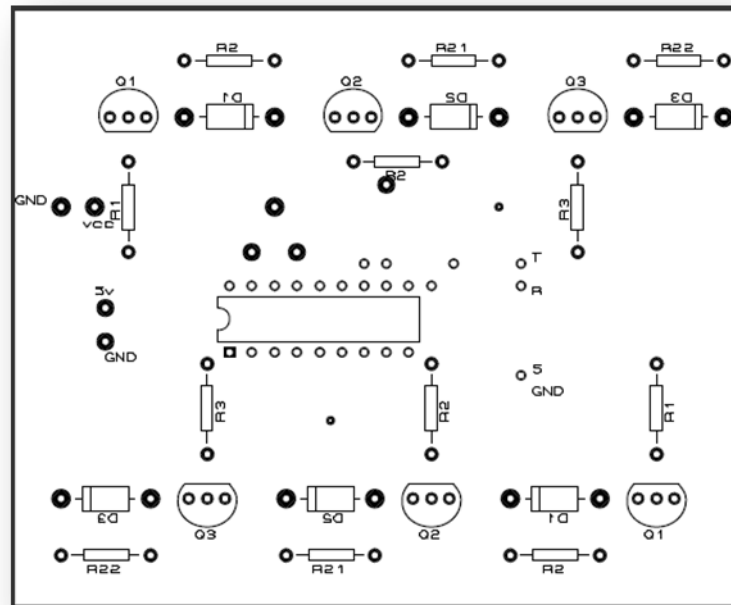 R2
R21
R22
Q1
D1
Q2
D2
Q3
D3
R2
GND
VCC
R1
R3
T
R
5v
GND
5
GND
R3
R2
R1
D3
Q3
D2
Q2
D1
Q1
R22
R21
R2